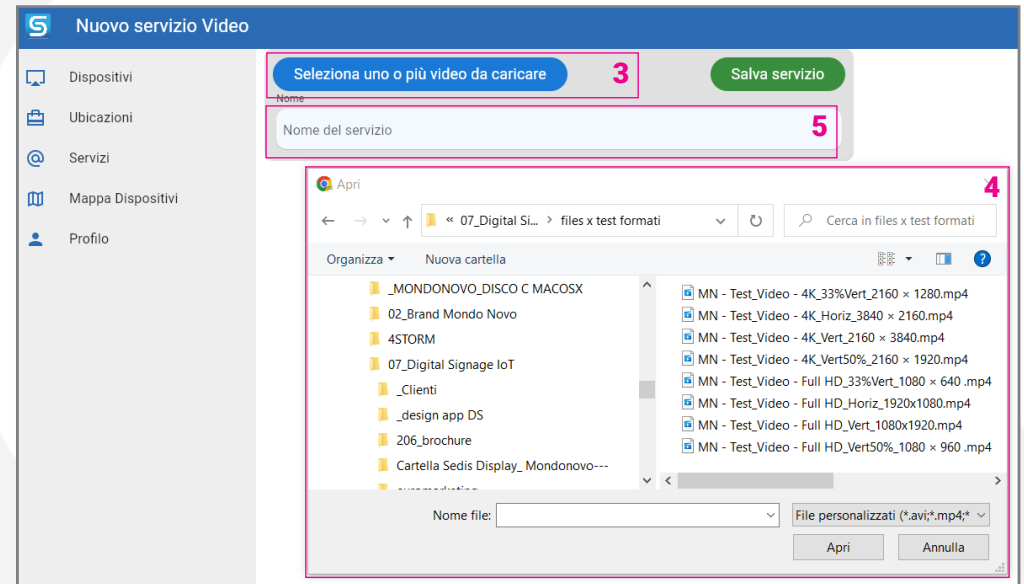 Nuovo servizio Video
Dispositivi
Ubicazioni
Servizi
Mappa Dispositivi
Profilo
Seleziona uno o più video da caricare
3
Salva servizio
Nome
Nome del servizio
5
4
Apri
« 07_Digital Si... > files x test formati
Cerca in files x test formati
Organizza
Nuova cartella
?
_MONDONOVO_DISCO C MACOSX
02_Brand Mondo Novo
4STORM
07_Digital Signage IoT
_Clienti
_design app DS
206_brochure
Cartella Sedis Display_ Mondonovo---
MN - Test_Video - 4K_33%Vert_2160 × 1280.mp4
MN - Test_Video - 4K_Horiz_3840 × 2160.mp4
MN - Test_Video - 4K_Vert_2160 × 3840.mp4
MN - Test_Video - 4K_Vert50%_2160 × 1920.mp4
MN - Test_Video - Full HD_33%Vert_1080 × 640 .mp4
MN - Test_Video - Full HD_Horiz_1920x1080.mp4
MN - Test_Video - Full HD_Vert_1080x1920.mp4
MN - Test_Video - Full HD_Vert50%_1080 × 960 .mp4
Nome file:
File personalizzati (*.avi;*.mp4;*
Apri
Annulla